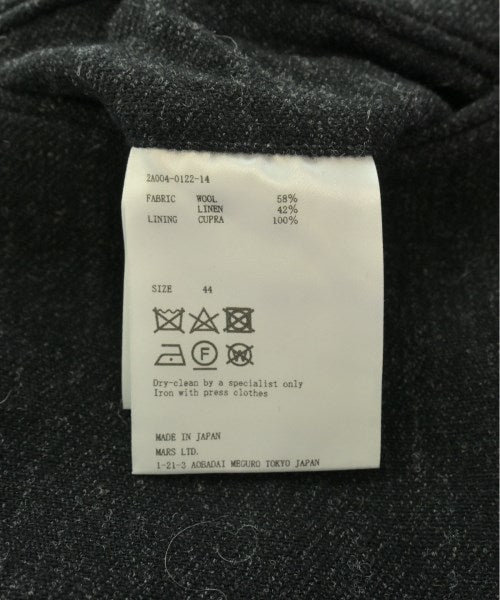 2A004-01Z2-14
FABRIC WOOL 58%
LINEN 42%
LINING CUPRA 100%
SIZE 44
F W
Dry-clean by a specialist only
Iron with press clothes
MADE IN JAPAN
MARS LTD.
1-21-3 AOBADAI MEGURO TOKYO JAPAN